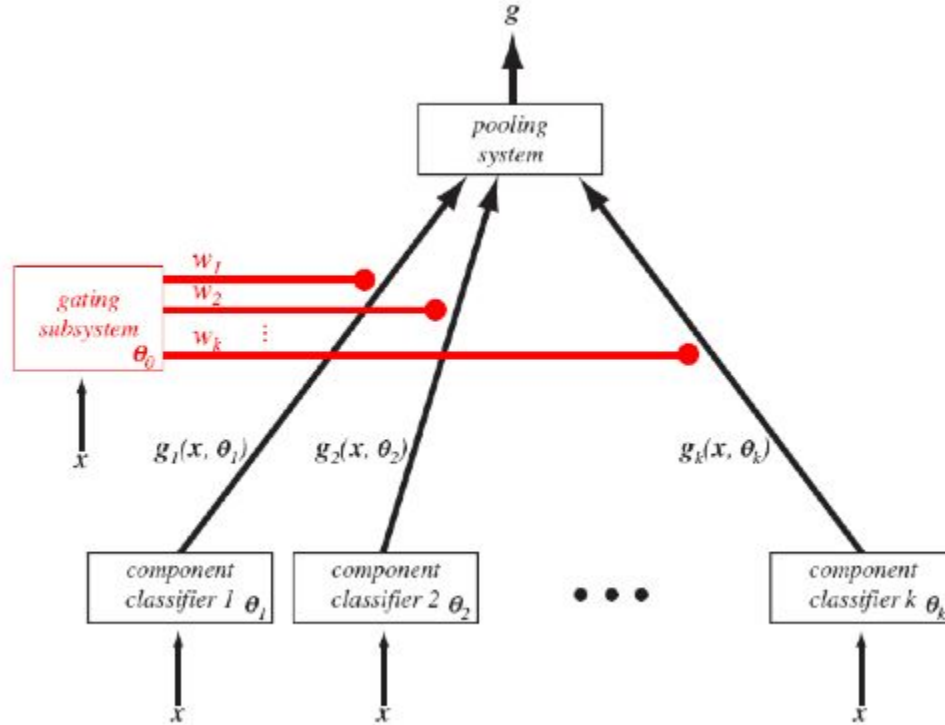 g
pooling
system
w₁
w₂
⋮
wₖ
gating
subsystem
θ₀
x
g₁(x, θ₁)
g₂(x, θ₂)
gₖ(x, θₖ)
component
classifier 1 θ₁
component
classifier 2 θ₂
• • •
component
classifier k θₖ
x
x
x